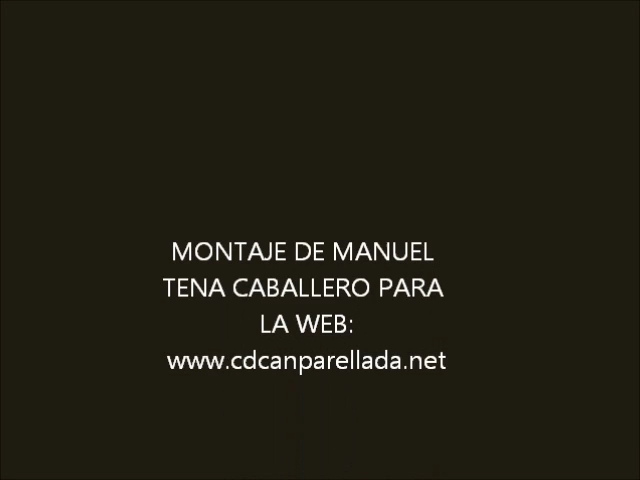 MONTAJE DE MANUEL
TENA CABALLERO PARA
LA WEB:
www.cdcanparellada.net